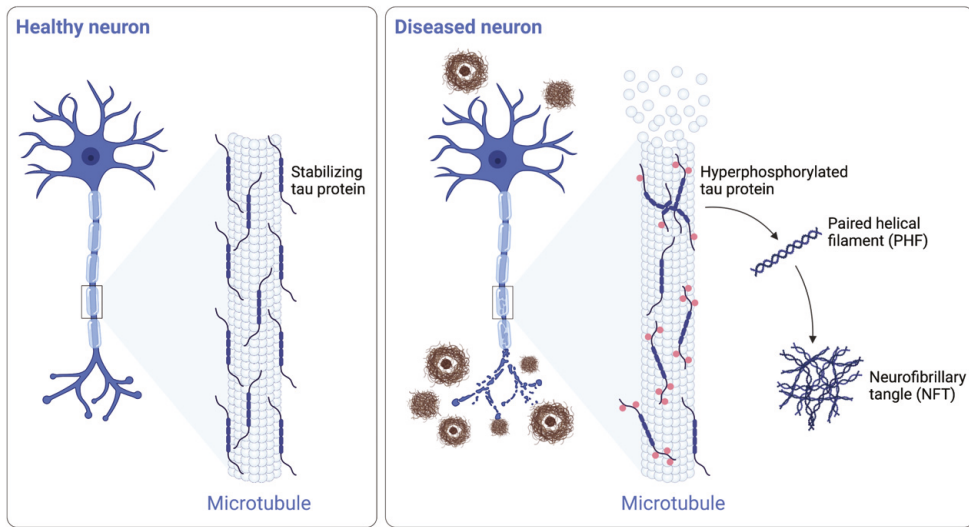 Healthy neuron
Stabilizing
tau protein
Microtubule
Diseased neuron
Hyperphosphorylated
tau protein
Paired helical
filament (PHF)
Neurofibrillary
tangle (NFT)
Microtubule